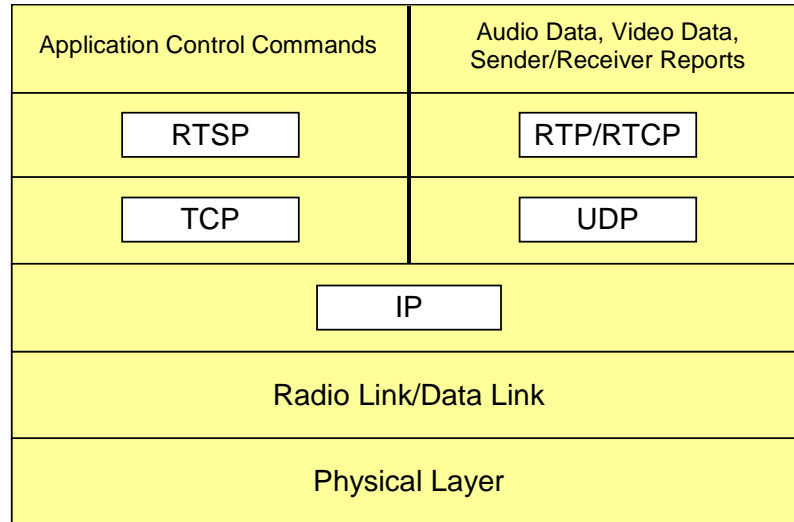 Application Control Commands
Audio Data, Video Data,
Sender/Receiver Reports
RTSP
RTP/RTCP
TCP
UDP
IP
Radio Link/Data Link
Physical Layer